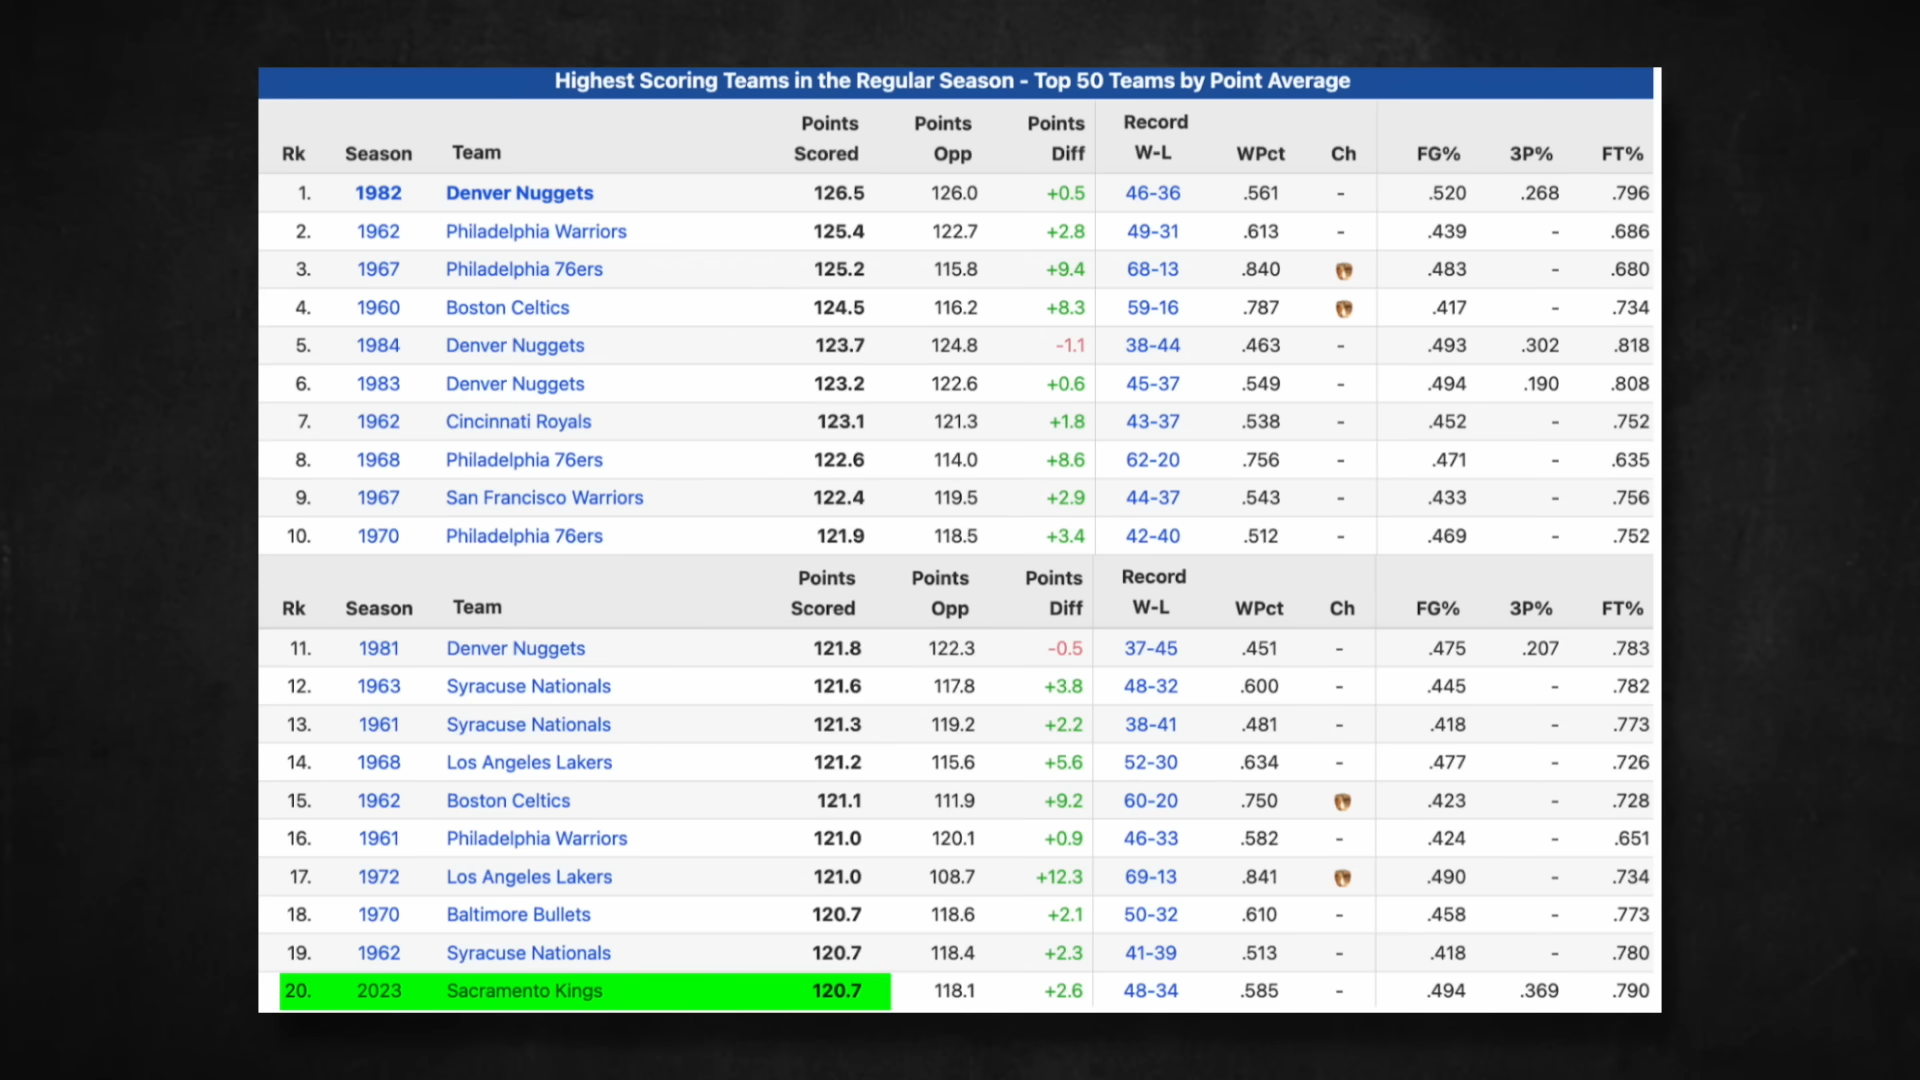 Highest Scoring Teams in the Regular Season - Top 50 Teams by Point Average
Points Points Points Record
Rk Season Team Scored Opp Diff W-L WPct Ch FG% 3P% FT%
1. 1982 Denver Nuggets 126.5 126.0 +0.5 46-36 .561 - .520 .268 .796
2. 1962 Philadelphia Warriors 125.4 122.7 +2.8 49-31 .613 - .439 - .686
3. 1967 Philadelphia 76ers 125.2 115.8 +9.4 68-13 .840 .483 - .680
4. 1960 Boston Celtics 124.5 116.2 +8.3 59-16 .787 .417 - .734
5. 1984 Denver Nuggets 123.7 124.8 -1.1 38-44 .463 - .493 .302 .818
6. 1983 Denver Nuggets 123.2 122.6 +0.6 45-37 .549 - .494 .190 .808
7. 1962 Cincinnati Royals 123.1 121.3 +1.8 43-37 .538 - .452 - .752
8. 1968 Philadelphia 76ers 122.6 114.0 +8.6 62-20 .756 - .471 - .635
9. 1967 San Francisco Warriors 122.4 119.5 +2.9 44-37 .543 - .433 - .756
10. 1970 Philadelphia 76ers 121.9 118.5 +3.4 42-40 .512 - .469 - .752
Points Points Points Record
Rk Season Team Scored Opp Diff W-L WPct Ch FG% 3P% FT%
11. 1981 Denver Nuggets 121.8 122.3 -0.5 37-45 .451 - .475 .207 .783
12. 1963 Syracuse Nationals 121.6 117.8 +3.8 48-32 .600 - .445 - .782
13. 1961 Syracuse Nationals 121.3 119.2 +2.2 38-41 .481 - .418 - .773
14. 1968 Los Angeles Lakers 121.2 115.6 +5.6 52-30 .634 - .477 - .726
15. 1962 Boston Celtics 121.1 111.9 +9.2 60-20 .750 .423 - .728
16. 1961 Philadelphia Warriors 121.0 120.1 +0.9 46-33 .582 - .424 - .651
17. 1972 Los Angeles Lakers 121.0 108.7 +12.3 69-13 .841 .490 - .734
18. 1970 Baltimore Bullets 120.7 118.6 +2.1 50-32 .610 - .458 - .773
19. 1962 Syracuse Nationals 120.7 118.4 +2.3 41-39 .513 - .418 - .780
20. 2023 Sacramento Kings 120.7 118.1 +2.6 48-34 .585 - .494 .369 .790